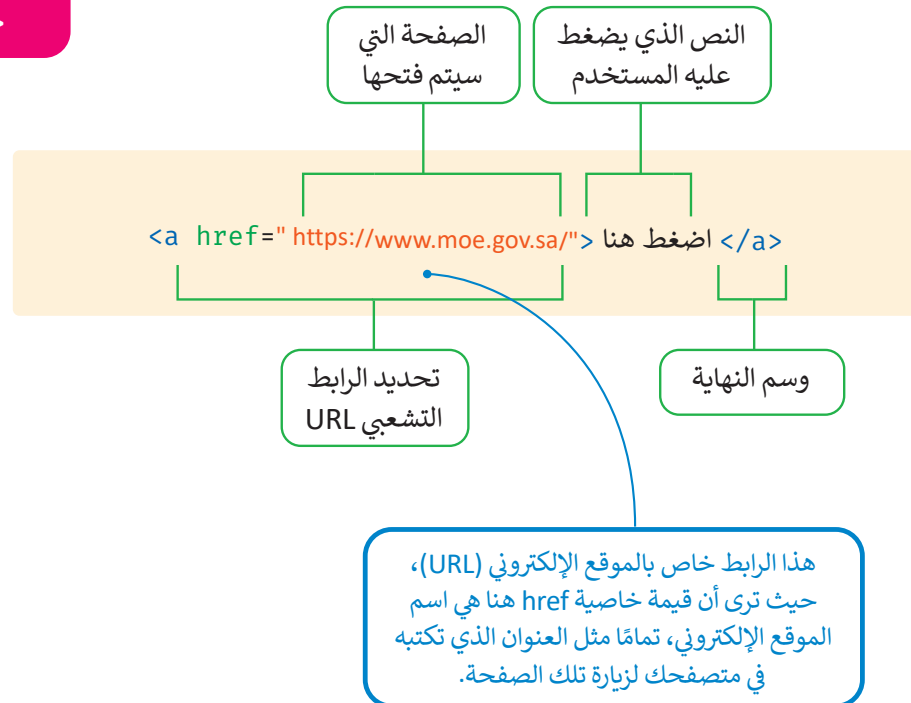 النص الذي يضغط
عليه المستخدم
الصفحة التي
سيتم فتحها
<a href=" https://www.moe.gov.sa/"> اضغط هنا </a>
تحديد الرابط
التشعبي URL
وسم النهاية
هذا الرابط خاص بالموقع الإلكتروني (URL)،
حيث ترى أن قيمة خاصية href هنا هي اسم
الموقع الإلكتروني، تمامًا مثل العنوان الذي تكتبه
في متصفحك لزيارة تلك الصفحة.